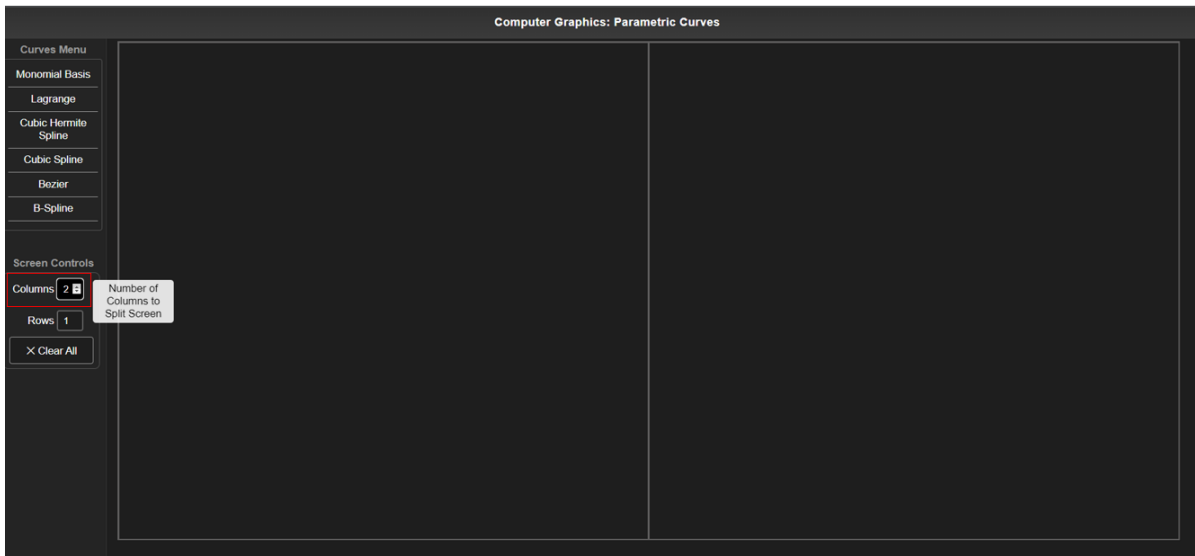 Computer Graphics: Parametric Curves
Curves Menu
Monomial Basis
Lagrange
Cubic Hermite
Spline
Cubic Spline
Bezier
B-Spline
Screen Controls
Columns 2
Number of
Columns to
Split Screen
Rows 1
× Clear All